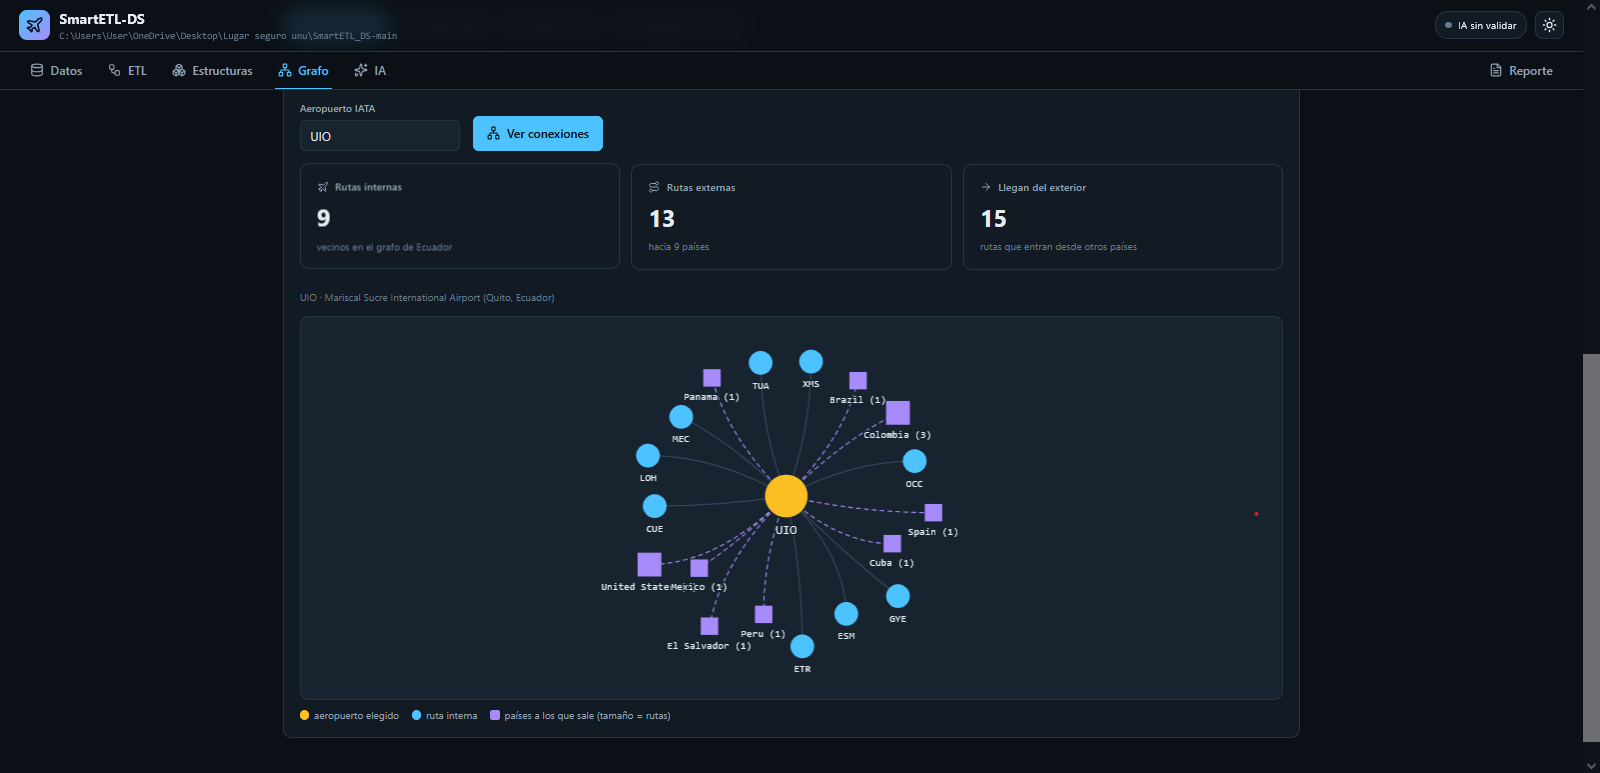 SmartETL-DS
C:\Users\User\OneDrive\Desktop\Lugar seguro unu\SmartETL_DS-main
IA sin validar
Datos
ETL
Estructuras
Grafo
IA
Reporte
Aeropuerto IATA
UIO
Ver conexiones
Rutas internas
9
vecinos en el grafo de Ecuador
Rutas externas
13
hacia 9 países
Llegan del exterior
15
rutas que entran desde otros países
UIO · Mariscal Sucre International Airport (Quito, Ecuador)
TUA
XMS
Panama (1)
Brazil (1)
MEC
Colombia (3)
LOH
OCC
CUE
UIO
Spain (1)
Cuba (1)
United State
Mexico (1)
GYE
Peru (1)
ESM
El Salvador (1)
ETR
aeropuerto elegido
ruta interna
países a los que sale (tamaño = rutas)